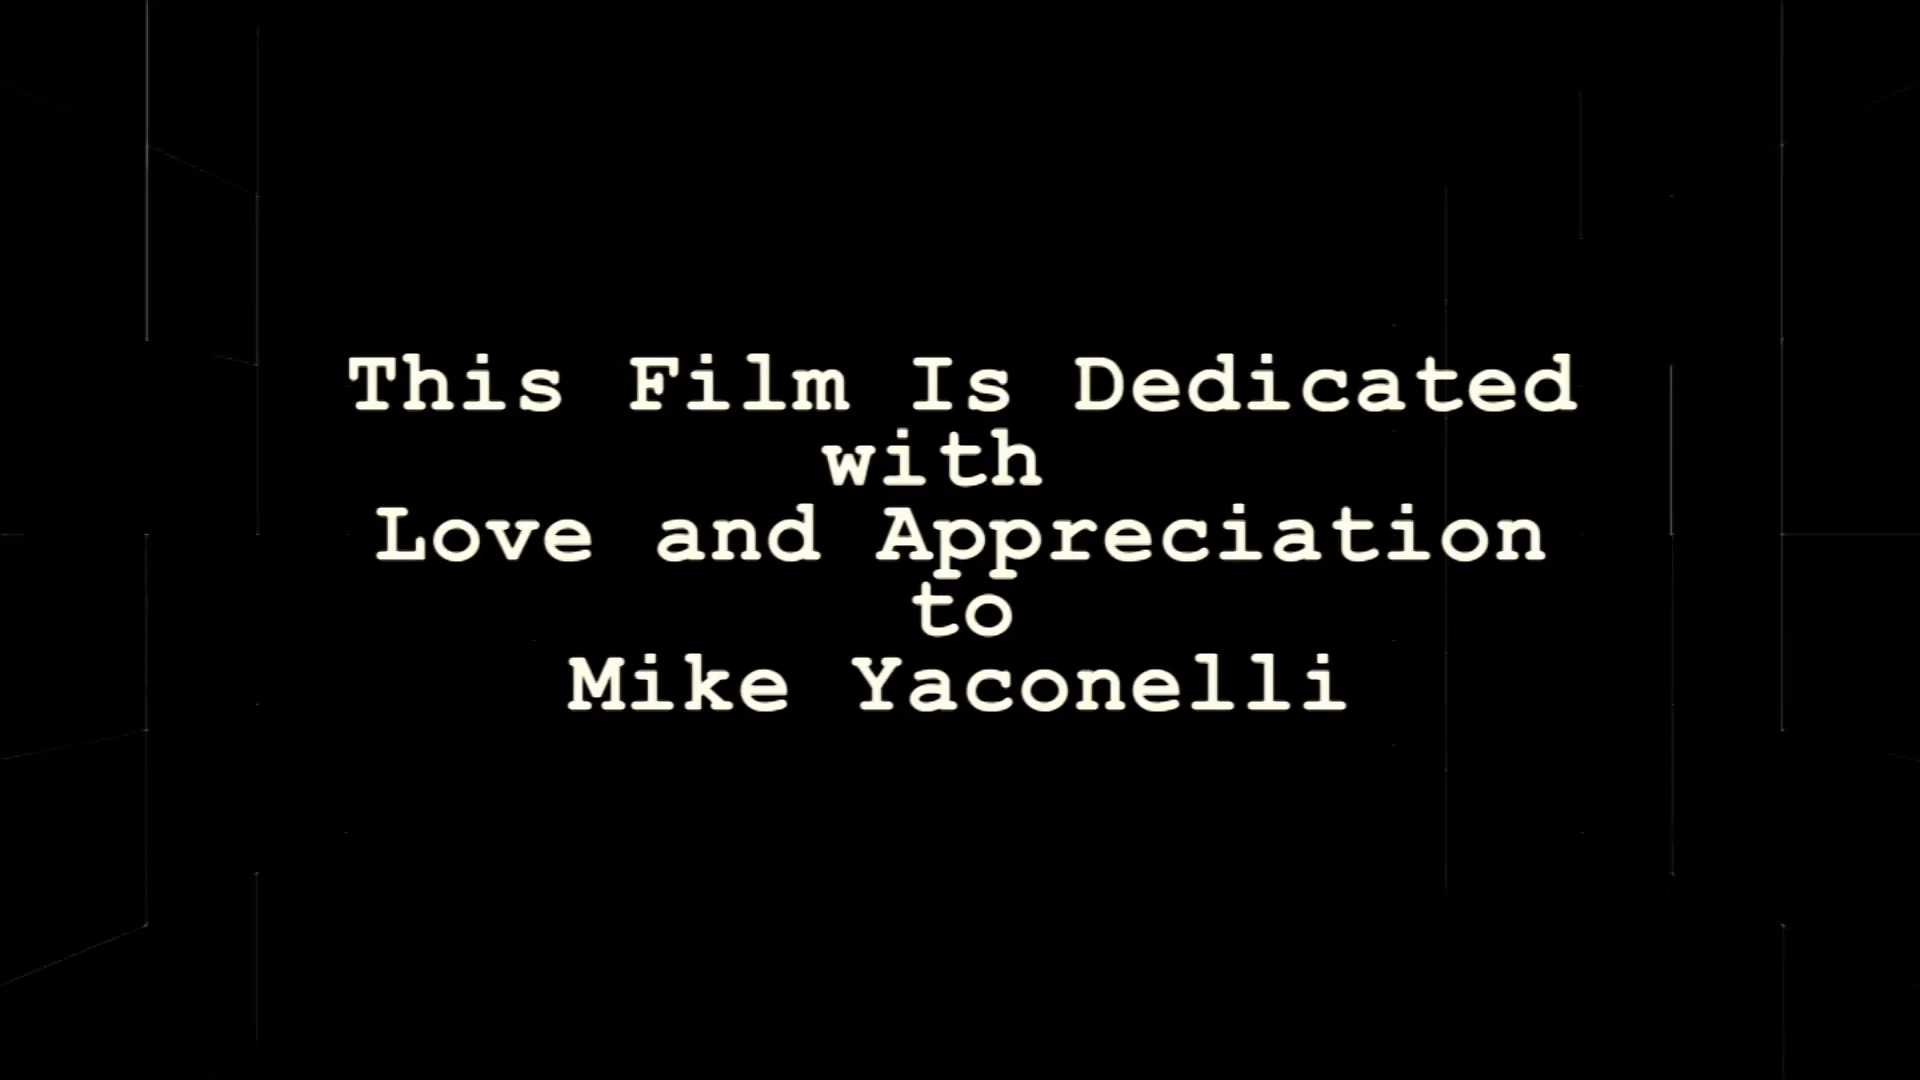 This Film Is Dedicated
with
Love and Appreciation
to
Mike Yaconelli